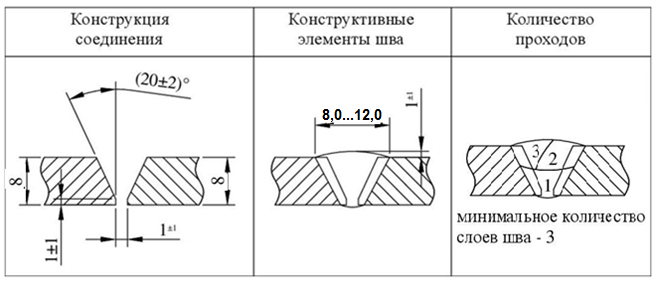 Конструкция
соединения
Конструктивные
элементы шва
Количество
проходов
(20±2)°
8
8
1±1
1±1
8,0...12,0
1±1
3
2
1
минимальное количество
слоев шва - 3